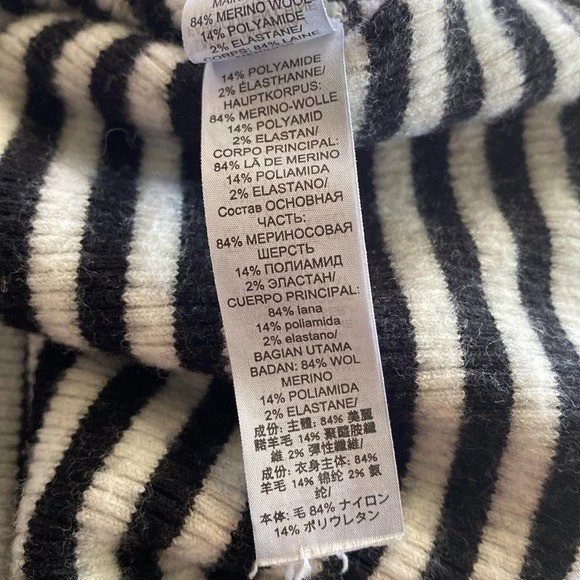 84% MERINO WOOL
14% POLYAMIDE
2% ELASTANE/
CORPS: 84% LAINE
14% POLYAMIDE
2% ÉLASTHANNE/
HAUPTKORPUS:
84% MERINO-WOLLE
14% POLYAMID
2% ELASTAN/
CORPO PRINCIPAL:
84% LÃ DE MERINO
14% POLIAMIDA
2% ELASTANO/
Состав ОСНОВНАЯ
ЧАСТЬ:
84% МЕРИНОСОВАЯ
ШЕРСТЬ
14% ПОЛИАМИД
2% ЭЛАСТАН/
CUERPO PRINCIPAL:
84% lana
14% poliamida
2% elastano/
BAGIAN UTAMA
BADAN: 84% WOL
MERINO
14% POLIAMIDA
2% ELASTANE/
成份: 主體: 84% 美麗
諾羊毛 14% 聚醯胺纖
維 2% 彈性纖維/
成份: 衣身主体: 84%
羊毛 14% 锦纶 2% 氨
纶/
本体: 毛 84% ナイロン
14% ポリウレタン